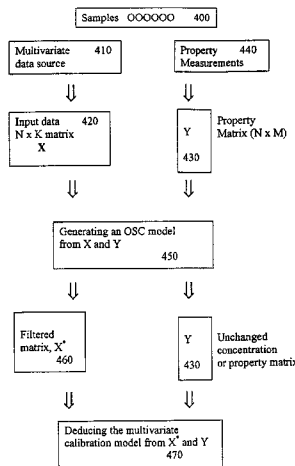 Samples OOOOOO 400
Multivariate 410
data source
Property 440
Measurements
Input data 420
N x K matrix
X
Y
430
Property
Matrix (N x M)
Generating an OSC model
from X and Y
450
Filtered
matrix, X*
460
Y
430
Unchanged
concentration
or property matrix
Deducing the multivariate
calibration model from X* and Y
470